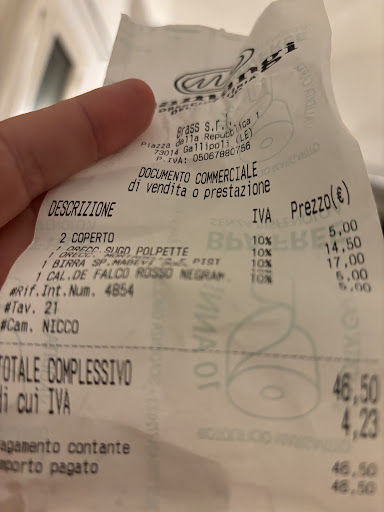 Brass s.r.l.
Piazza della Repubblica 1
73014 Gallipoli (LE)
P.IVA: 05067880756
DOCUMENTO COMMERCIALE
di vendita o prestazione
DESCRIZIONE IVA Prezzo(€)
2 COPERTO 10% 5,00
1 ORECC.SUGO POLPETTE 10% 14,50
1 ORECC. 10% 17,00
1 BIRRA SP. PIST 10% 5,00
1 CAL.DE FALCO ROSSO NEGRAM. 10% 5,00
#Rif.Int.Num. 4854
#Tav. 21
#Cam. NICCO
TOTALE COMPLESSIVO 46,50
di cui IVA 4,23
agamento contante 46,50
mporto pagato 46,50